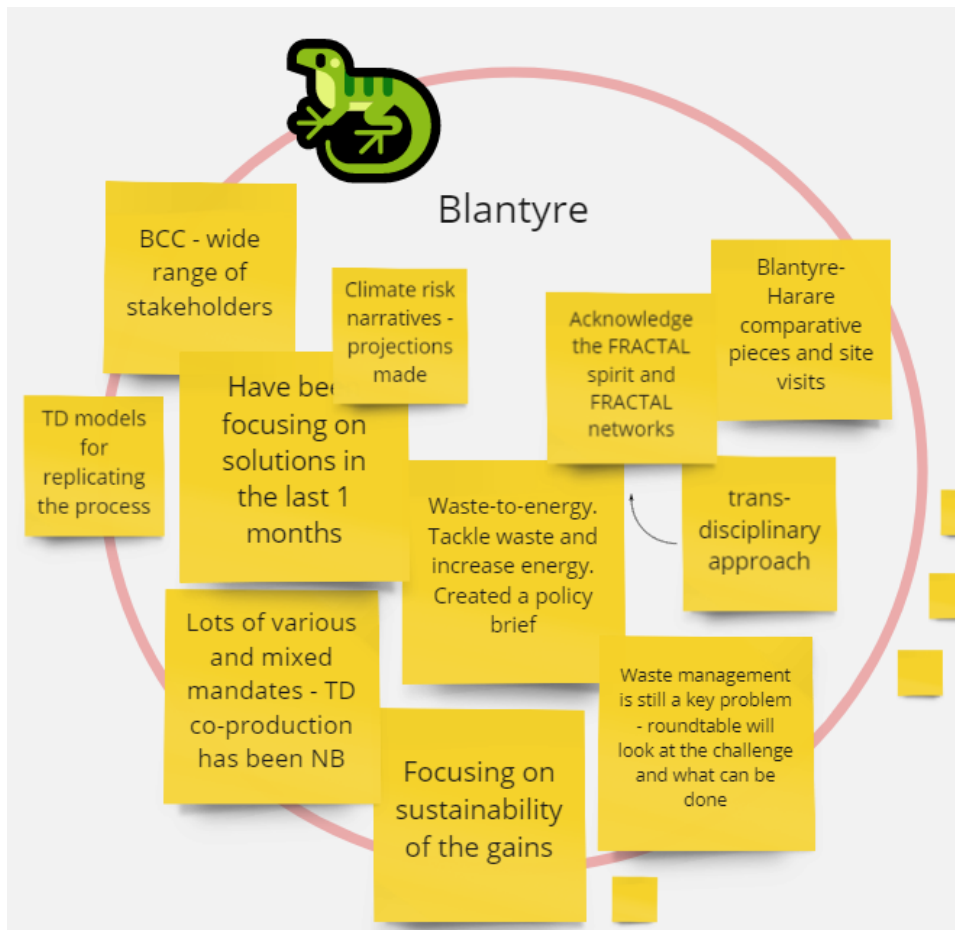 Blantyre
BCC - wide
range of
stakeholders
Climate risk
narratives -
projections
made
Acknowledge
the FRACTAL
spirit and
FRACTAL
networks
Blantyre-
Harare
comparative
pieces and site
visits
TD models
for
replicating
the process
Have been
focusing on
solutions in
the last 1
months
Waste-to-energy.
Tackle waste and
increase energy.
Created a policy
brief
trans-
disciplinary
approach
Lots of various
and mixed
mandates - TD
co-production
has been NB
Focusing on
sustainability
of the gains
Waste management
is still a key problem
- roundtable will
look at the challenge
and what can be
done